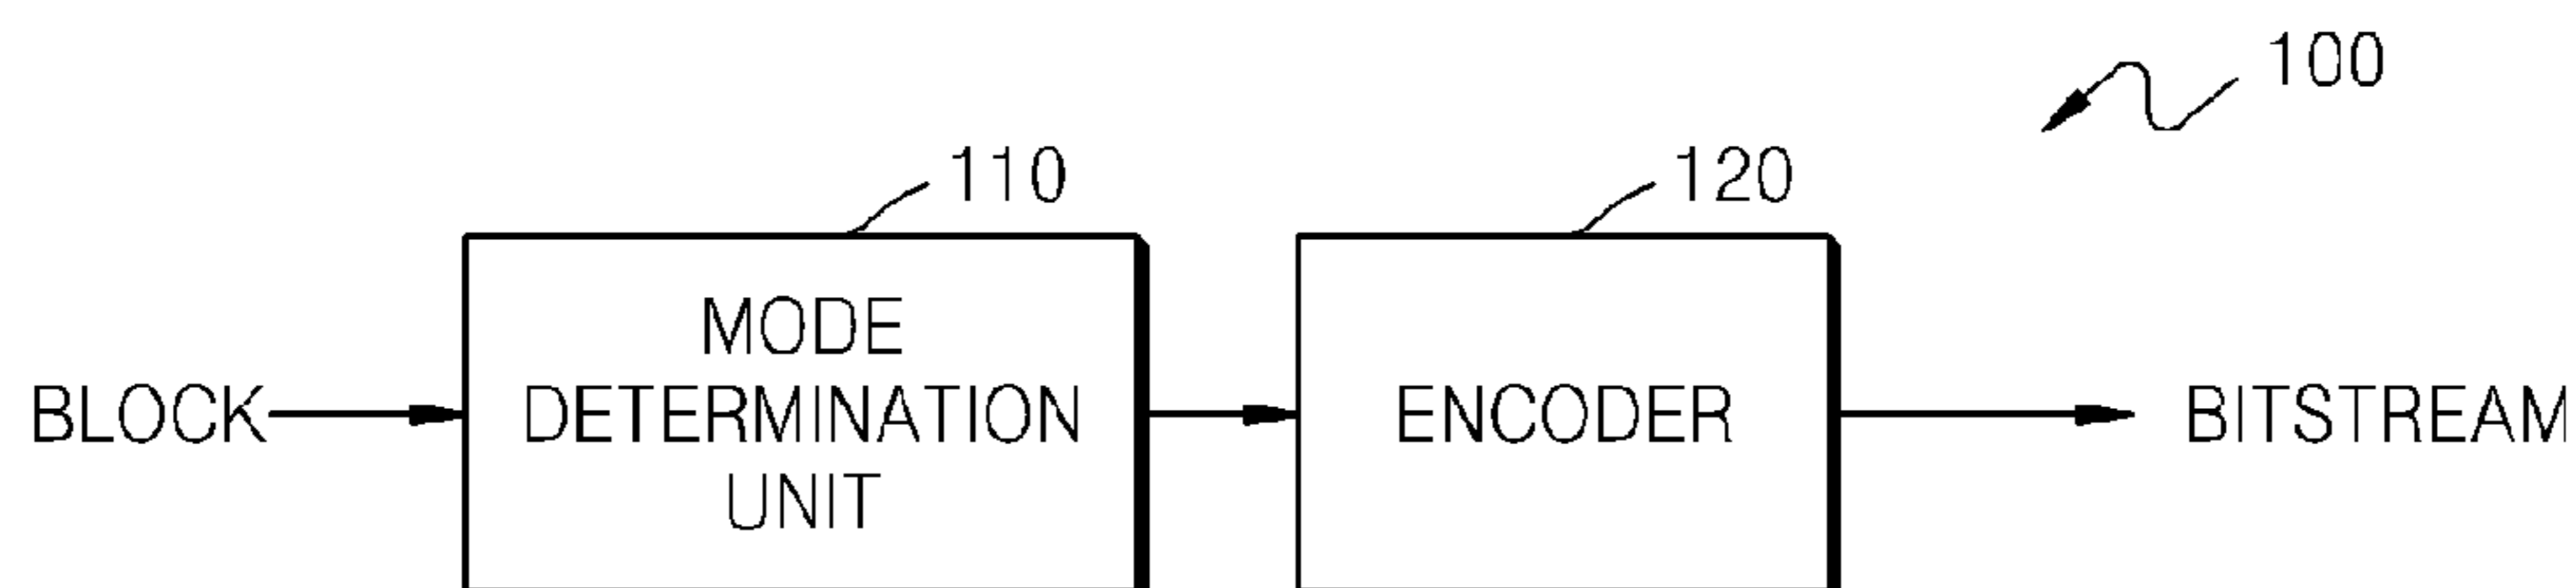 100
110
120
BLOCK
MODE
DETERMINATION
UNIT
ENCODER
BITSTREAM